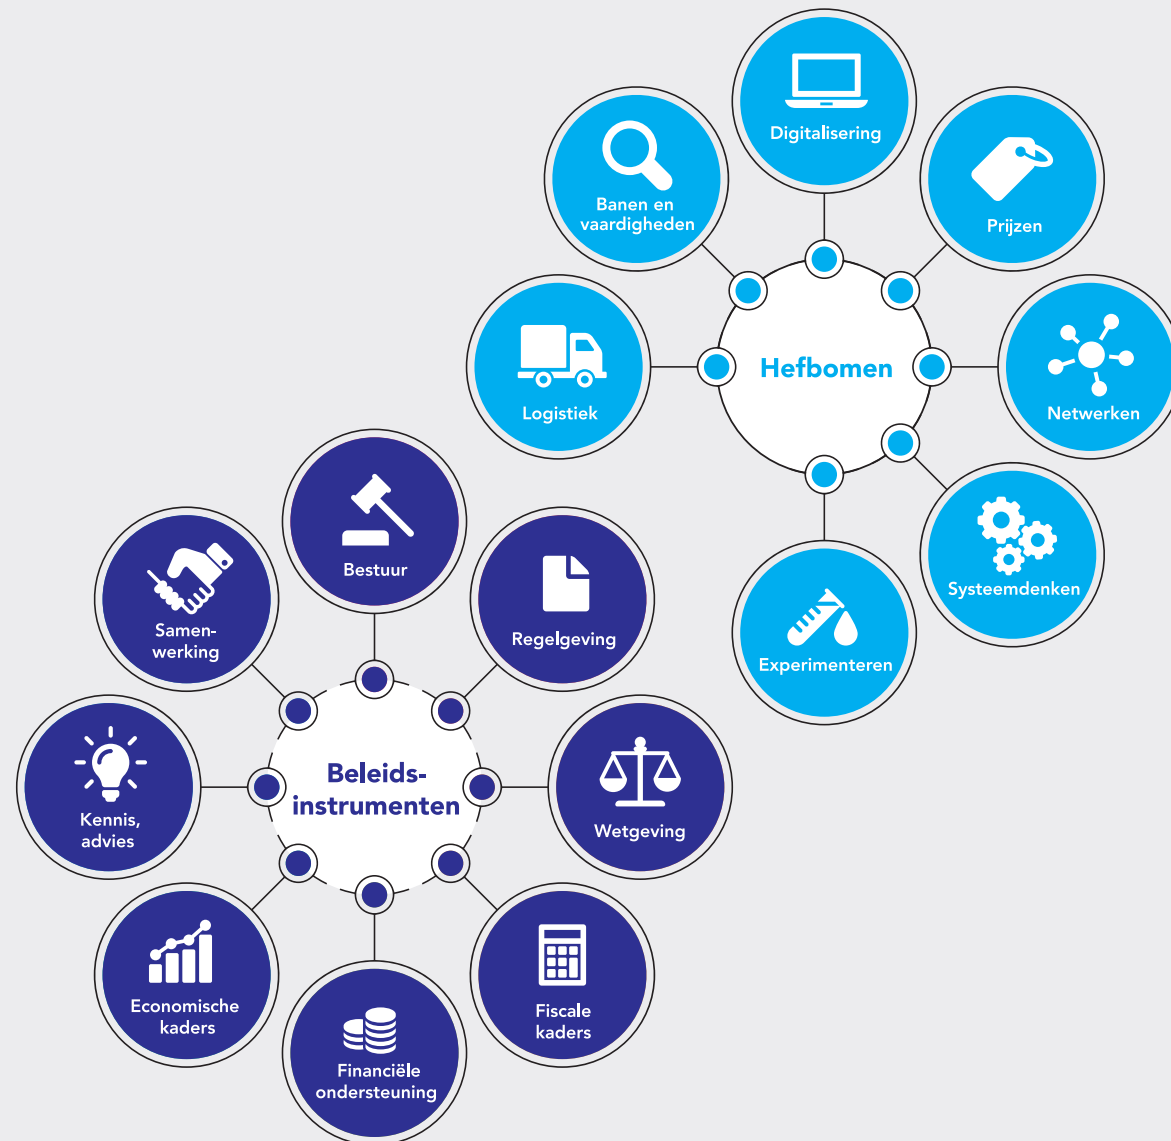 Digitalisering
Banen en
vaardigheden
Prijzen
Hefbomen
Logistiek
Netwerken
Systeemdenken
Experimenteren
Bestuur
Samen-
werking
Regelgeving
Beleids-
instrumenten
Kennis,
advies
Wetgeving
Economische
kaders
Fiscale
kaders
Financiële
ondersteuning